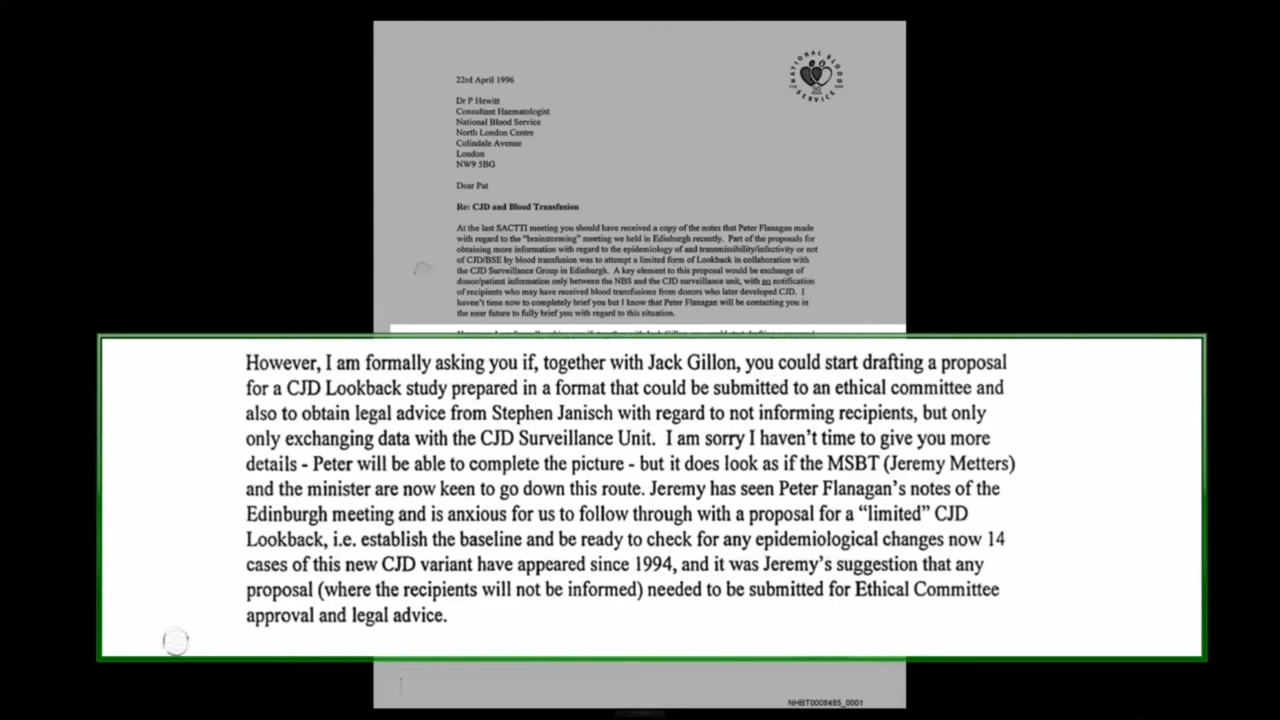 NATIONAL BLOOD SERVICE
22rd April 1996
Dr P Hewitt
Consultant Haematologist
National Blood Service
North London Centre
Colindale Avenue
London
NW9 5BG
Dear Pat
Re: CJD and Blood Transfusion
At the last SACTTI meeting you should have received a copy of the notes that Peter Flanagan made
with regard to the "brainstorming" meeting we held in Edinburgh recently. Part of the proposals for
obtaining more information with regard to the epidemiology of and transmissibility/infectivity or not
of CJD/BSE by blood transfusion was to attempt a limited form of Lookback in collaboration with
the CJD Surveillance Group in Edinburgh. A key element to this proposal would be exchange of
donor/patient information only between the NBS and the CJD surveillance unit, with no notification
of recipients who may have received blood transfusions from donors who later developed CJD. I
haven't time now to completely brief you but I know that Peter Flanagan will be contacting you in
the near future to fully brief you with regard to this situation.
However, I am formally asking you if, together with Jack Gillon, you could start drafting a proposal
for a CJD Lookback study prepared in a format that could be submitted to an ethical committee and
also to obtain legal advice from Stephen Janisch with regard to not informing recipients, but only
only exchanging data with the CJD Surveillance Unit. I am sorry I haven't time to give you more
details - Peter will be able to complete the picture - but it does look as if the MSBT (Jeremy Metters)
and the minister are now keen to go down this route. Jeremy has seen Peter Flanagan's notes of the
Edinburgh meeting and is anxious for us to follow through with a proposal for a "limited" CJD
Lookback, i.e. establish the baseline and be ready to check for any epidemiological changes now 14
cases of this new CJD variant have appeared since 1994, and it was Jeremy's suggestion that any
proposal (where the recipients will not be informed) needed to be submitted for Ethical Committee
approval and legal advice.
NHBT0008485_0001